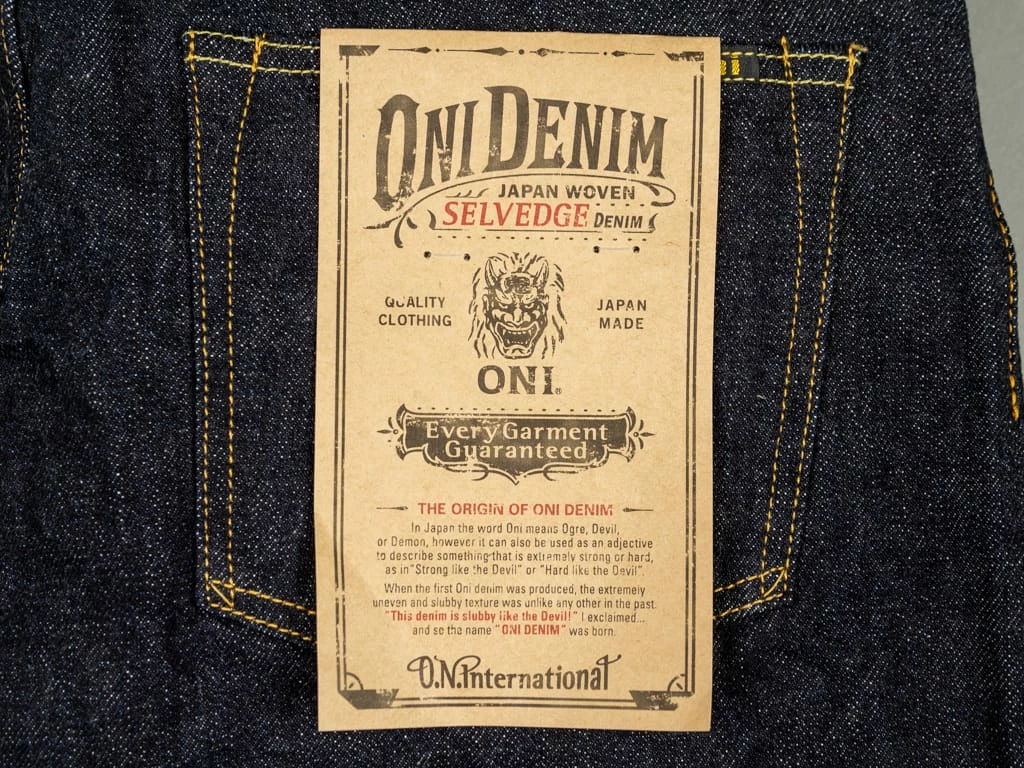 ONI DENIM
JAPAN WOVEN
SELVEDGE DENIM
QUALITY
CLOTHING
JAPAN
MADE
ONI®
Every Garment
Guaranteed
THE ORIGIN OF ONI DENIM
In Japan the word Oni means Ogre, Devil,
or Demon, however it can also be used as an adjective
to describe something that is extremely strong or hard,
as in "Strong like the Devil" or "Hard like the Devil".
When the first Oni denim was produced, the extremely
uneven and slubby texture was unlike any other in the past.
"This denim is slubby like the Devil!" I exclaimed...
and so the name "ONI DENIM" was born.
O.N.International